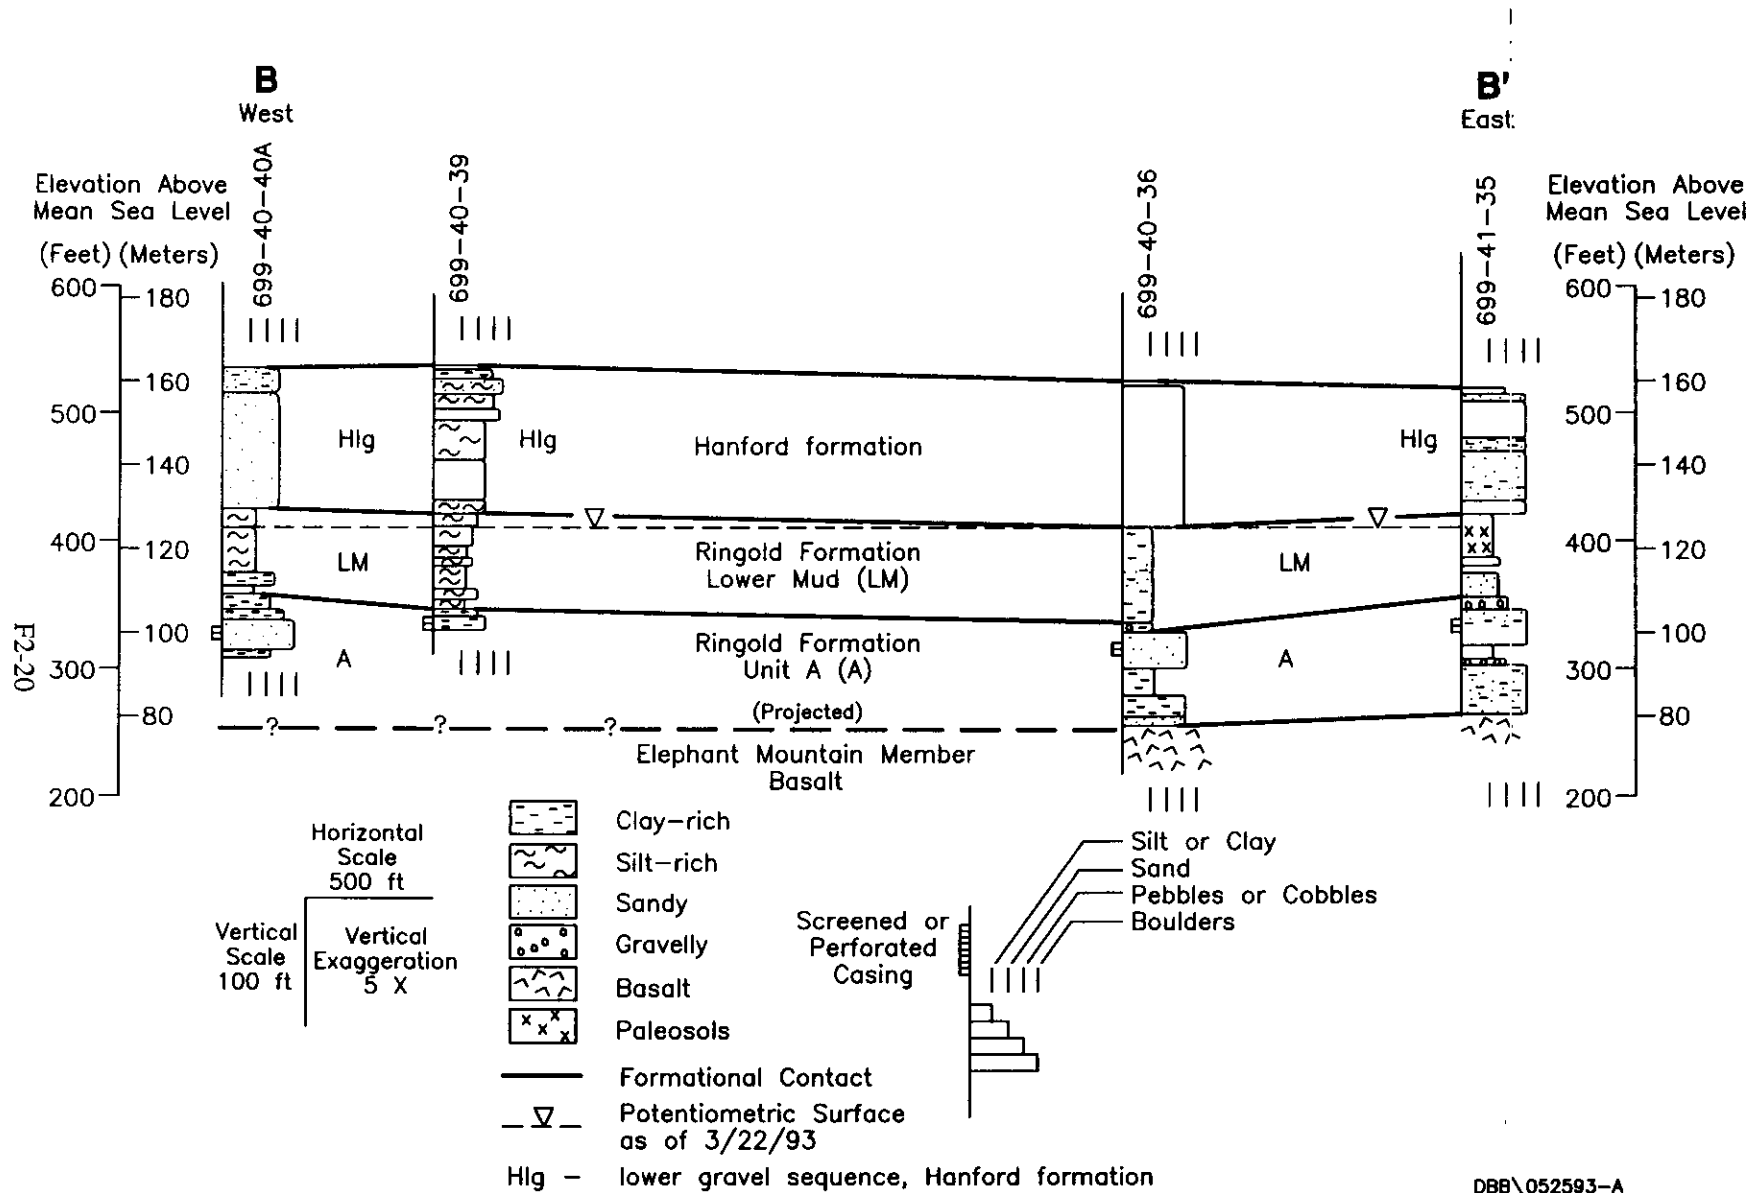 B
West
B'
East
699-40-40A
699-40-39
699-40-36
699-41-35
Elevation Above
Mean Sea Level
(Feet) (Meters)
Elevation Above
Mean Sea Level
(Feet) (Meters)
600
180
160
500
140
400
120
100
300
80
200
600
180
160
500
140
400
120
100
300
80
200
Hlg
Hlg
Hanford formation
Hlg
LM
Ringold Formation
Lower Mud (LM)
LM
A
Ringold Formation
Unit A (A)
A
(Projected)
? ? ?
Elephant Mountain Member
Basalt
F2-20
Horizontal
Scale
500 ft
Vertical
Scale
100 ft
Vertical
Exaggeration
5 X
Clay-rich
Silt-rich
Sandy
Gravelly
Basalt
Paleosols
Formational Contact
Potentiometric Surface
as of 3/22/93
Hlg - lower gravel sequence, Hanford formation
Screened or
Perforated
Casing
Silt or Clay
Sand
Pebbles or Cobbles
Boulders
DBB\052593-A